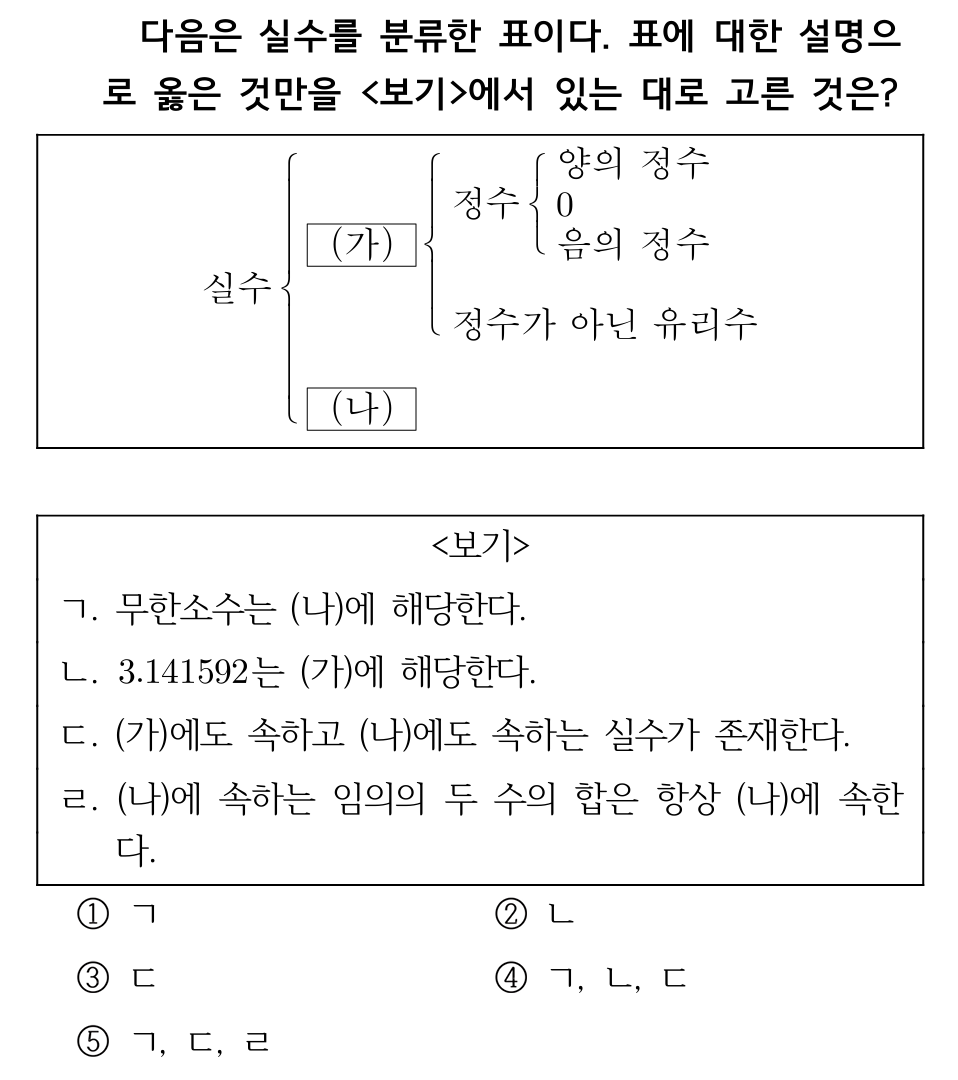 다음은 실수를 분류한 표이다. 표에 대한 설명으
로 옳은 것만을 <보기>에서 있는 대로 고른 것은?
양의 정수
정수
0
(가)
음의 정수
실수
정수가 아닌 유리수
(나)
<보기>
ㄱ. 무한소수는 (나)에 해당한다.
ㄴ. 3.141592는 (가)에 해당한다.
ㄷ. (가)에도 속하고 (나)에도 속하는 실수가 존재한다.
ㄹ. (나)에 속하는 임의의 두 수의 합은 항상 (나)에 속한
다.
① ㄱ ② ㄴ
③ ㄷ ④ ㄱ, ㄴ, ㄷ
⑤ ㄱ, ㄷ, ㄹ